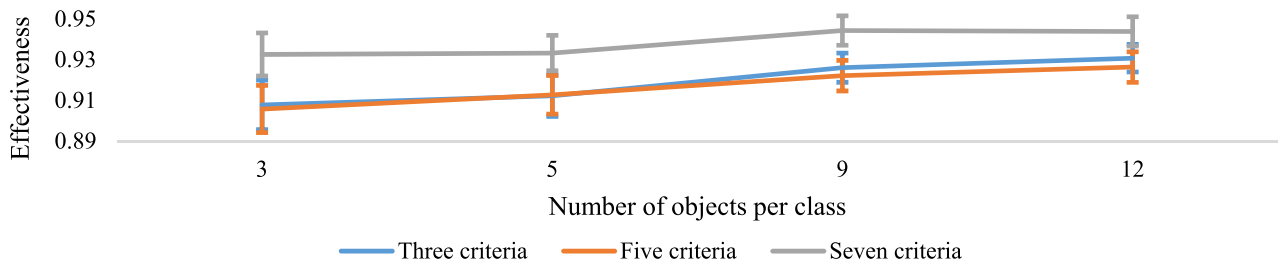 Effectiveness
0.95
0.93
0.91
0.89
3 5 9 12
Number of objects per class
Three criteria Five criteria Seven criteria